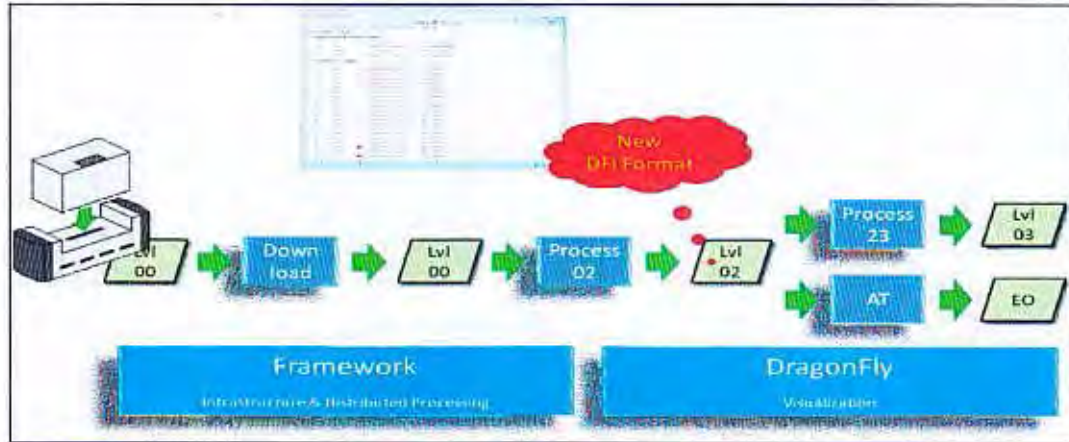 New
DFI Format
Lvl
00
Down
load
Lvl
00
Process
02
Lvl
02
Process
23
Lvl
03
AT
EO
Framework
Infrastructure & Distributed Processing
DragonFly
Visualization